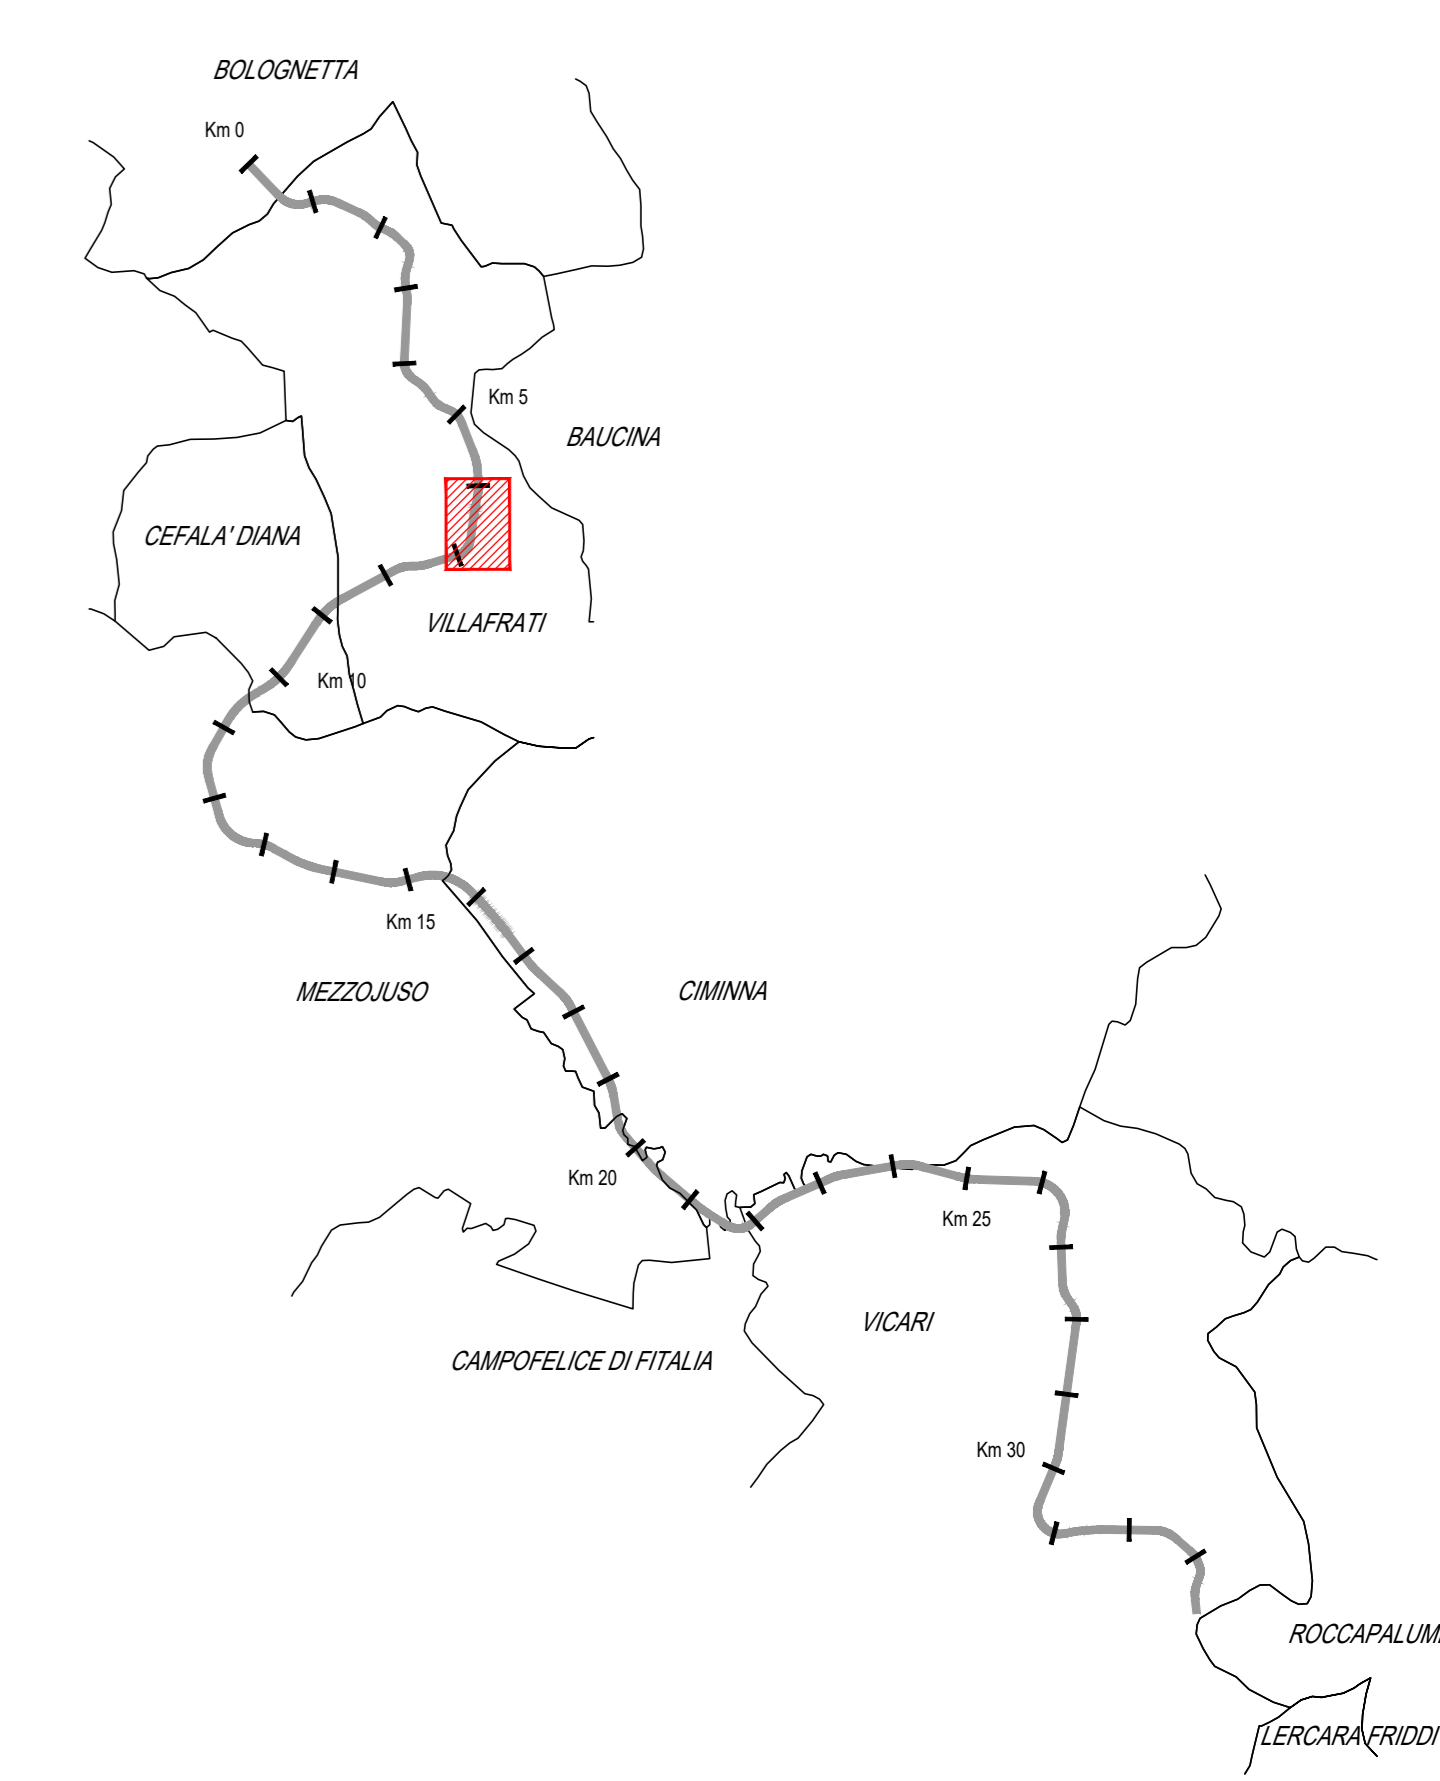 BOLOGNETTA
Km 0
Km 5
BAUCINA
CEFALA' DIANA
VILLAFRATI
Km 10
Km 15
MEZZOJUSO
CIMINNA
Km 20
Km 25
VICARI
CAMPOFELICE DI FITALIA
Km 30
ROCCAPALUM
LERCARA FRIDDI